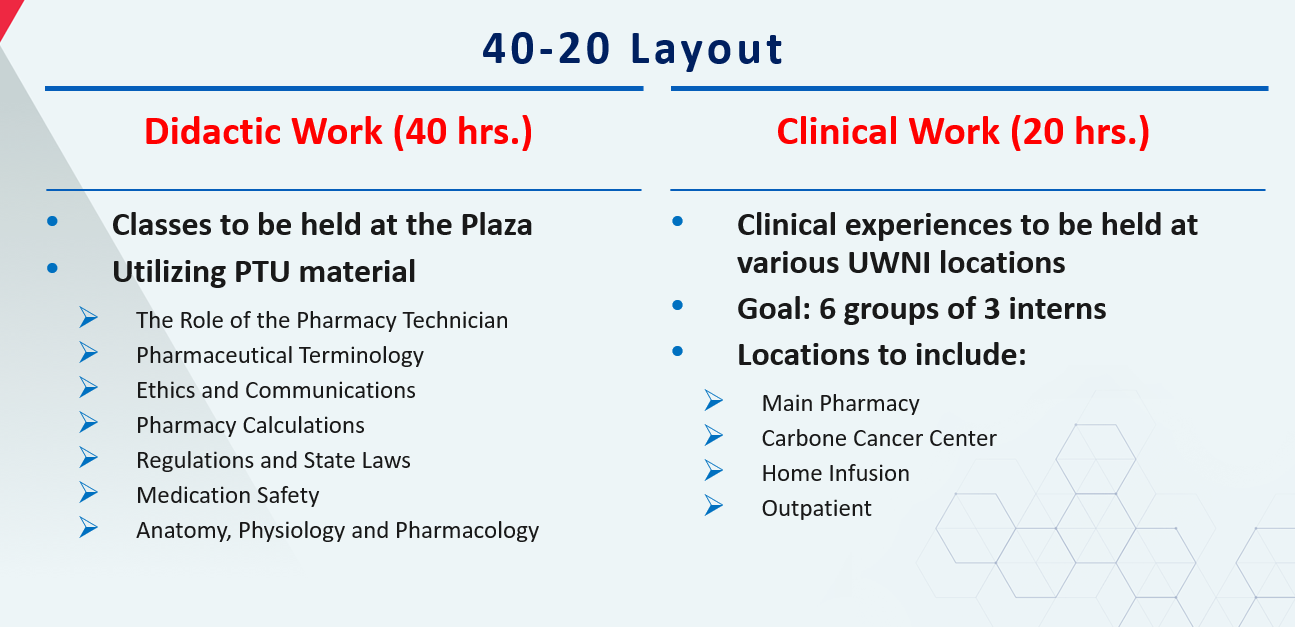 40-20 Layout
Didactic Work (40 hrs.)
Classes to be held at the Plaza
Utilizing PTU material
The Role of the Pharmacy Technician
Pharmaceutical Terminology
Ethics and Communications
Pharmacy Calculations
Regulations and State Laws
Medication Safety
Anatomy, Physiology and Pharmacology
Clinical Work (20 hrs.)
Clinical experiences to be held at
various UWNI locations
Goal: 6 groups of 3 interns
Locations to include:
Main Pharmacy
Carbone Cancer Center
Home Infusion
Outpatient